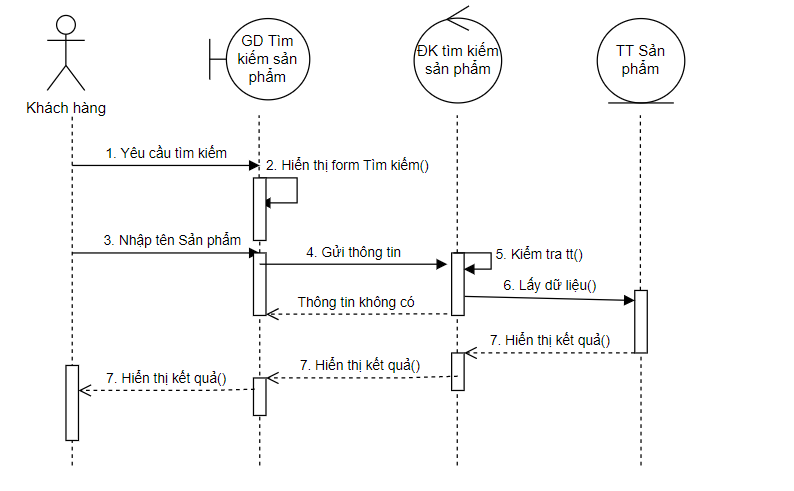 GD Tìm
kiếm sản
phẩm
ĐK tìm kiếm
sản phẩm
TT Sản
phẩm
Khách hàng
1. Yêu cầu tìm kiếm
2. Hiển thị form Tìm kiếm()
3. Nhập tên Sản phẩm
4. Gửi thông tin
5. Kiểm tra tt()
6. Lấy dữ liệu()
Thông tin không có
7. Hiển thị kết quả()
7. Hiển thị kết quả()
7. Hiển thị kết quả()